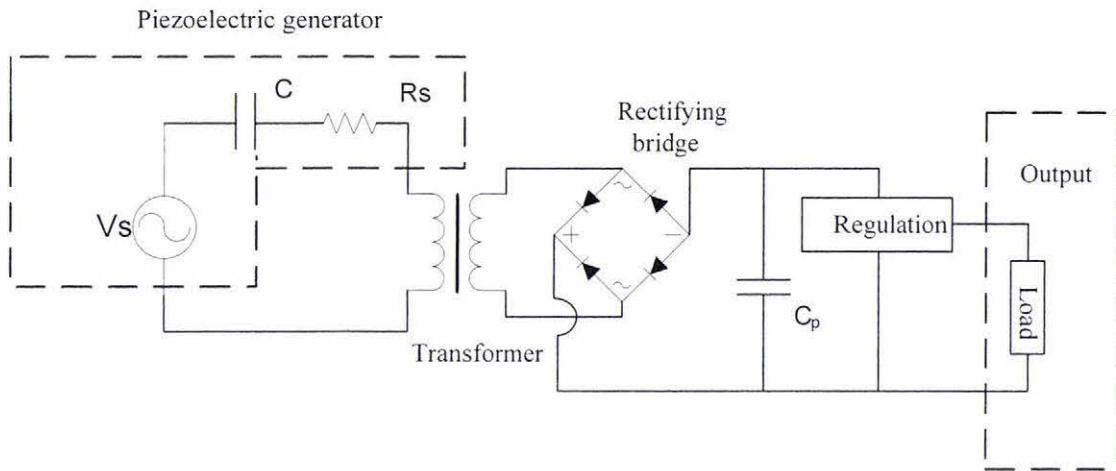 Piezoelectric generator
C
Rs
Rectifying
bridge
Output
Vs
~
+
−
~
Regulation
Load
Cp
Transformer